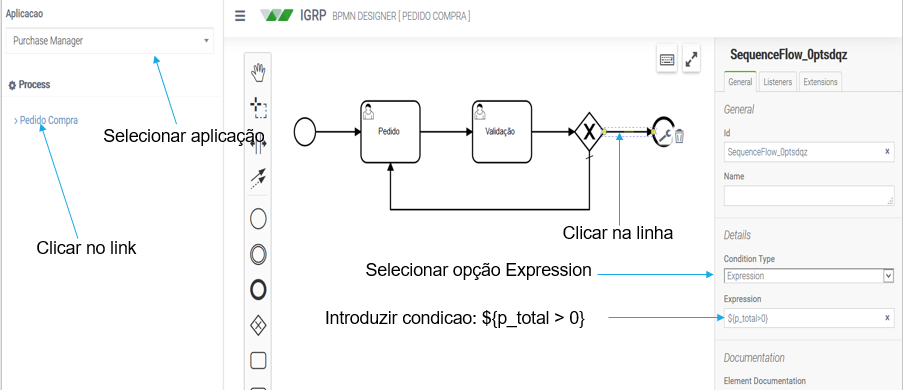 Aplicacao
Purchase Manager
Process
> Pedido Compra
Selecionar aplicação
Clicar no link
IGRP BPMN DESIGNER [ PEDIDO COMPRA ]
Pedido
Validação
X
Clicar na linha
Selecionar opção Expression
Introduzir condicao: ${p_total > 0}
SequenceFlow_0ptsdqz
General Listeners Extensions
General
Id
SequenceFlow_0ptsdqz x
Name
Details
Condition Type
Expression
Expression
${p_total>0} x
Documentation
Element Documentation